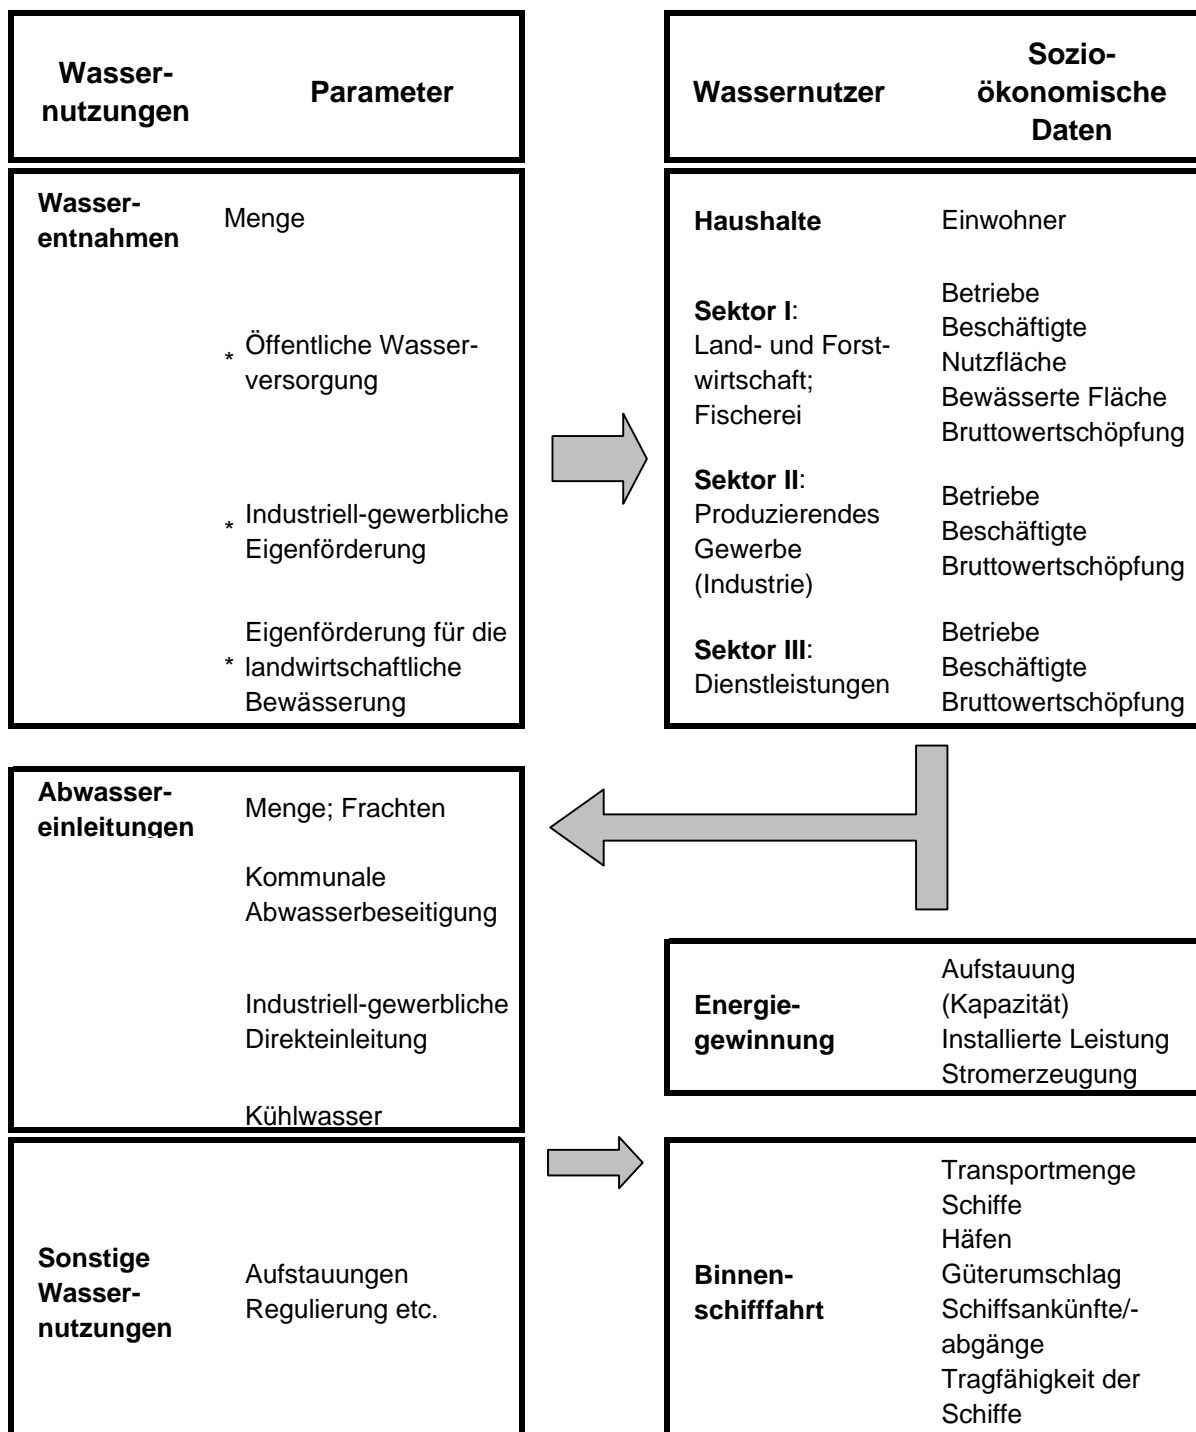 Wasser-
nutzungen
Parameter
Wassernutzer
Sozio-
ökonomische
Daten
Wasser-
entnahmen
Menge
* Öffentliche Wasser-
versorgung
* Industriell-gewerbliche
Eigenförderung
Eigenförderung für die
* landwirtschaftliche
Bewässerung
Haushalte
Einwohner
Sektor I:
Land- und Forst-
wirtschaft;
Fischerei
Betriebe
Beschäftigte
Nutzfläche
Bewässerte Fläche
Bruttowertschöpfung
Sektor II:
Produzierendes
Gewerbe
(Industrie)
Betriebe
Beschäftigte
Bruttowertschöpfung
Sektor III:
Dienstleistungen
Betriebe
Beschäftigte
Bruttowertschöpfung
Abwasser-
einleitungen
Menge; Frachten
Kommunale
Abwasserbeseitigung
Industriell-gewerbliche
Direkteinleitung
Kühlwasser
Energie-
gewinnung
Aufstauung
(Kapazität)
Installierte Leistung
Stromerzeugung
Sonstige
Wasser-
nutzungen
Aufstauungen
Regulierung etc.
Binnen-
schifffahrt
Transportmenge
Schiffe
Häfen
Güterumschlag
Schiffsankünfte/-
abgänge
Tragfähigkeit der
Schiffe